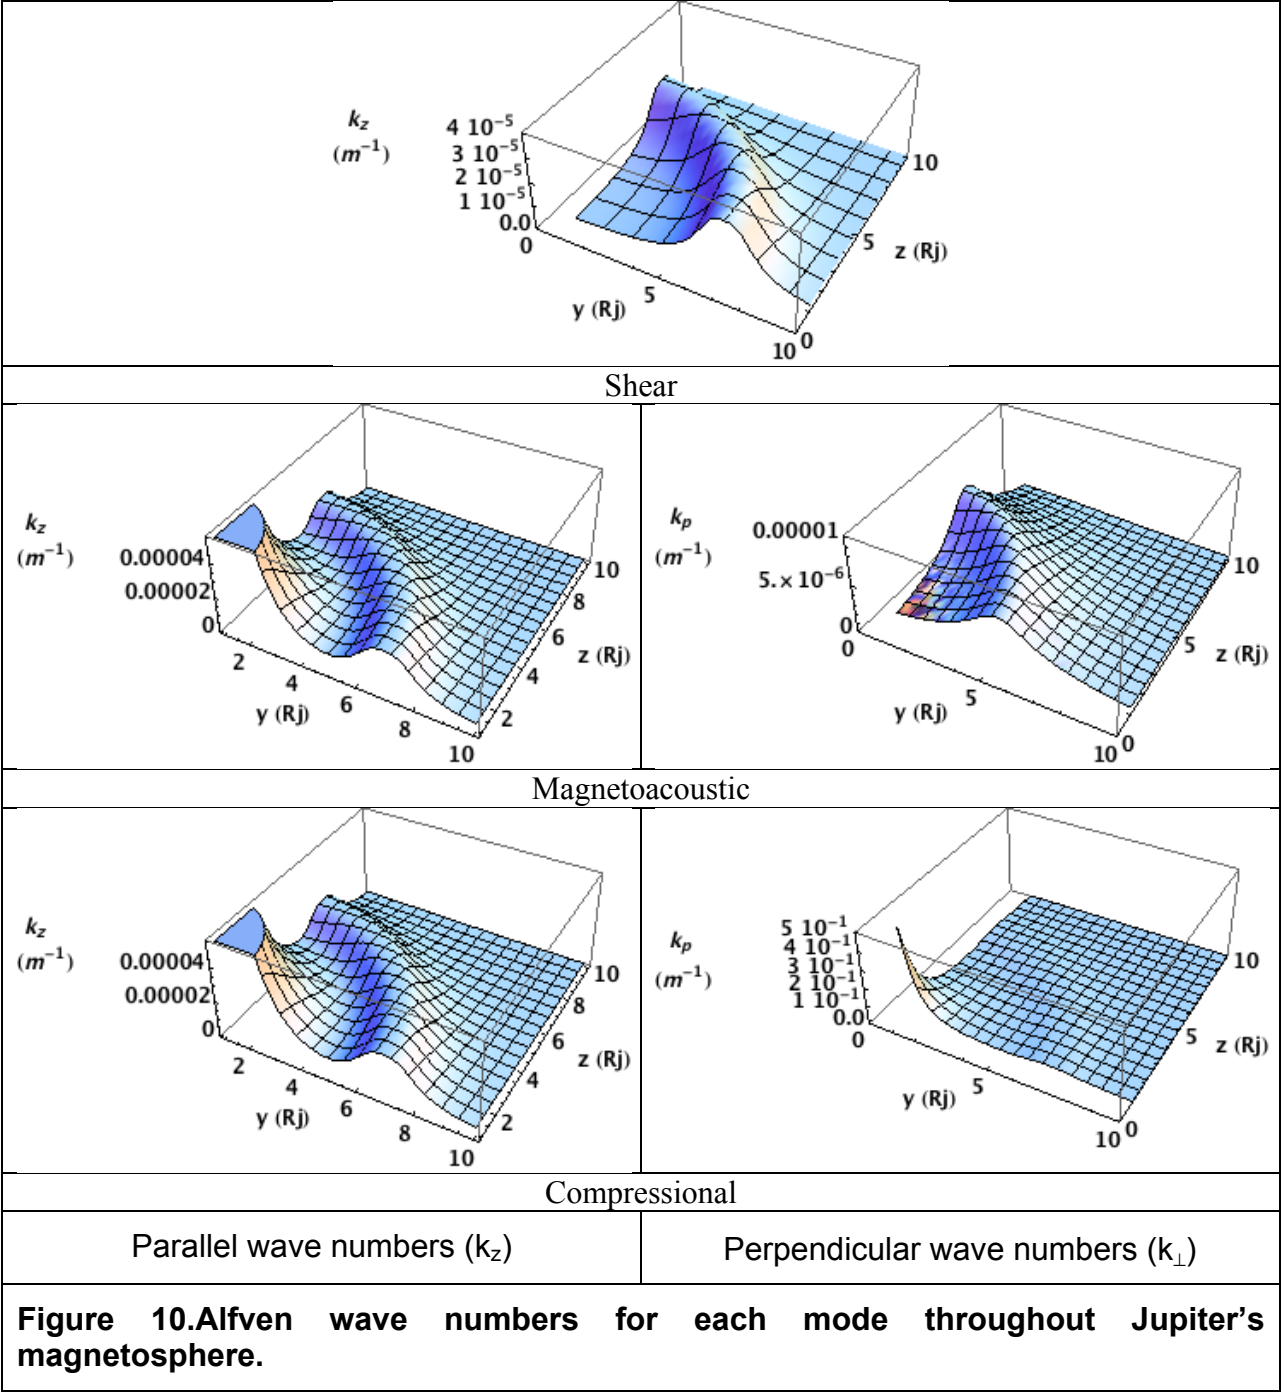 k_z
(m⁻¹)
4 10⁻⁵
3 10⁻⁵
2 10⁻⁵
1 10⁻⁵
0.0
0
5
10
y (Rj)
0
5
10
z (Rj)
Shear
k_z
(m⁻¹)
0.00004
0.00002
0
2
4
6
8
10
y (Rj)
2
4
6
8
10
z (Rj)
k_p
(m⁻¹)
0.00001
5.×10⁻⁶
0
0
5
10
y (Rj)
0
5
10
z (Rj)
Magnetoacoustic
k_z
(m⁻¹)
0.00004
0.00002
0
2
4
6
8
10
y (Rj)
2
4
6
8
10
z (Rj)
k_p
(m⁻¹)
5 10⁻¹
4 10⁻¹
3 10⁻¹
2 10⁻¹
1 10⁻¹
0.0
0
5
10
y (Rj)
0
5
10
z (Rj)
Compressional
Parallel wave numbers (k_z)
Perpendicular wave numbers (k_⊥)
Figure 10.Alfven wave numbers for each mode throughout Jupiter’s
magnetosphere.